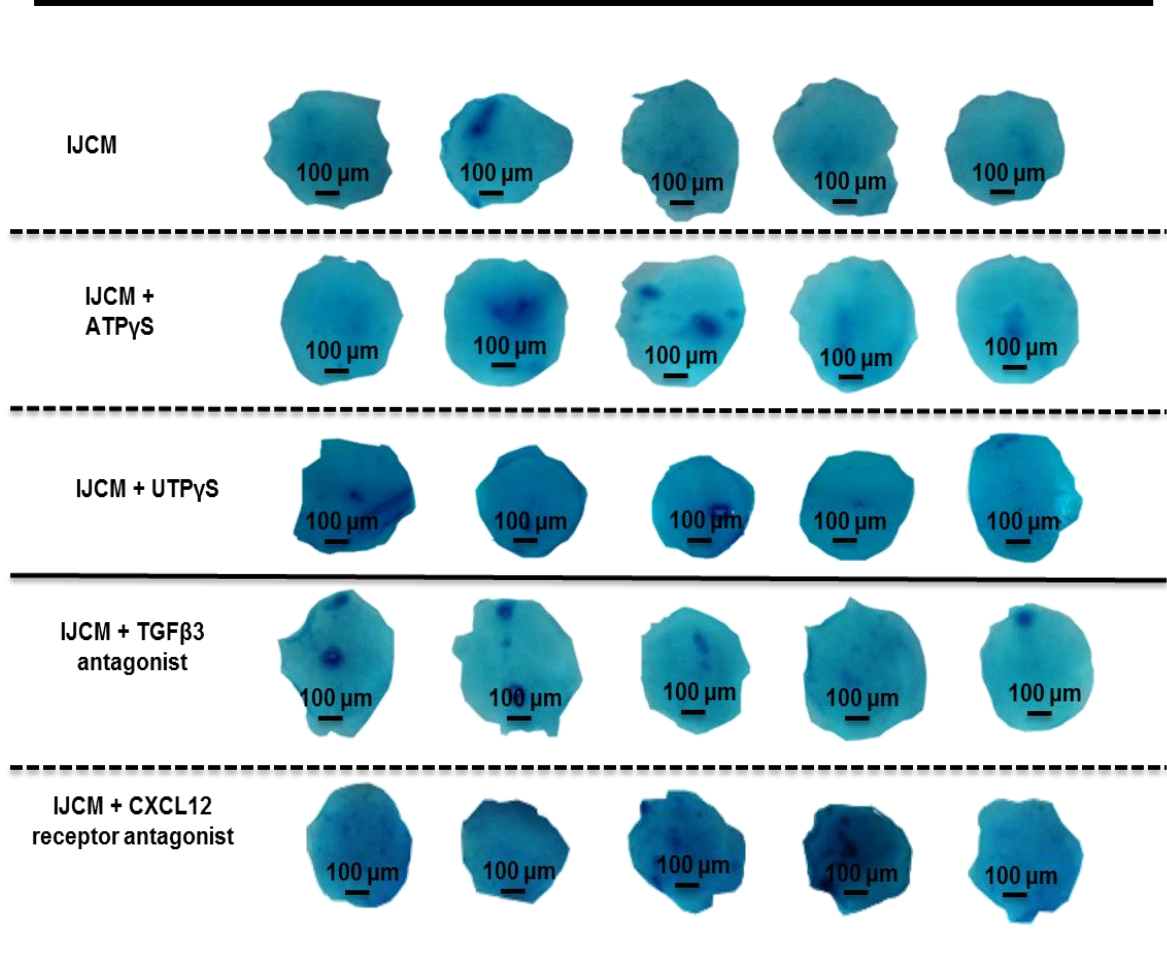 IJCM
100 µm 100 µm 100 µm 100 µm 100 µm
IJCM +
ATPγS
100 µm 100 µm 100 µm 100 µm 100 µm
IJCM + UTPγS
100 µm 100 µm 100 µm 100 µm 100 µm
IJCM + TGFβ3
antagonist
100 µm 100 µm 100 µm 100 µm 100 µm
IJCM + CXCL12
receptor antagonist
100 µm 100 µm 100 µm 100 µm 100 µm